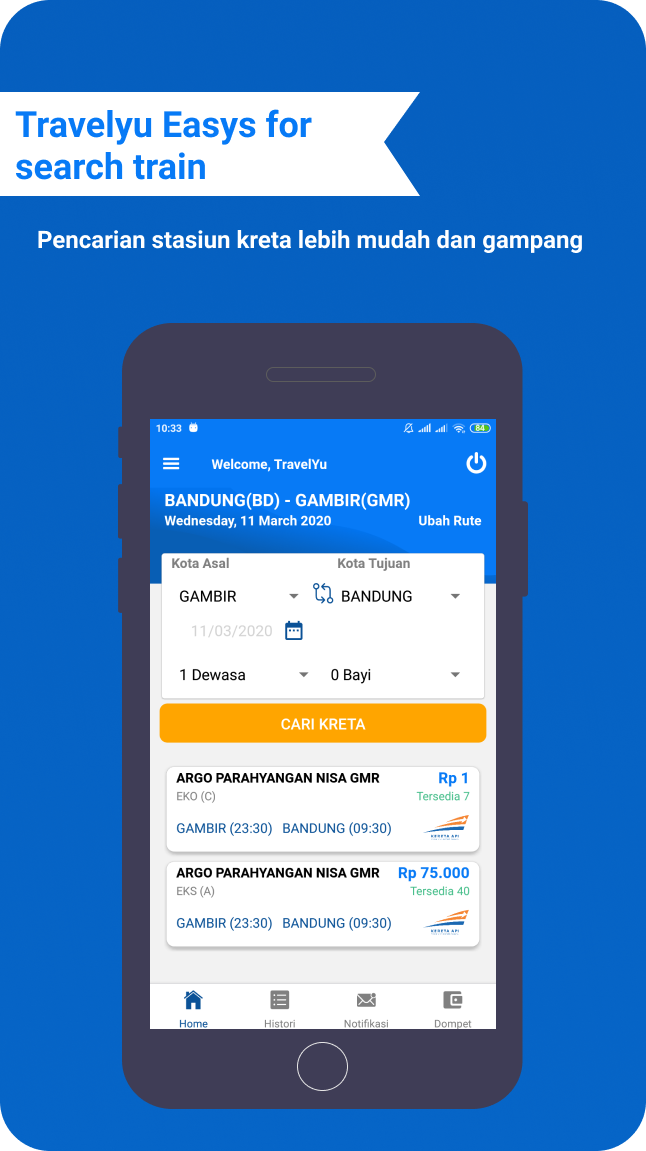 Travelyu Easys for
search train
Pencarian stasiun kreta lebih mudah dan gampang
10:33 84
Welcome, TravelYu
BANDUNG(BD) - GAMBIR(GMR)
Wednesday, 11 March 2020 Ubah Rute
Kota Asal Kota Tujuan
GAMBIR BANDUNG
11/03/2020
1 Dewasa 0 Bayi
CARI KRETA
ARGO PARAHYANGAN NISA GMR Rp 1
EKO (C) Tersedia 7
GAMBIR (23:30) BANDUNG (09:30)
KERETA API
ARGO PARAHYANGAN NISA GMR Rp 75.000
EKS (A) Tersedia 40
GAMBIR (23:30) BANDUNG (09:30)
KERETA API
Home Histori Notifikasi Dompet